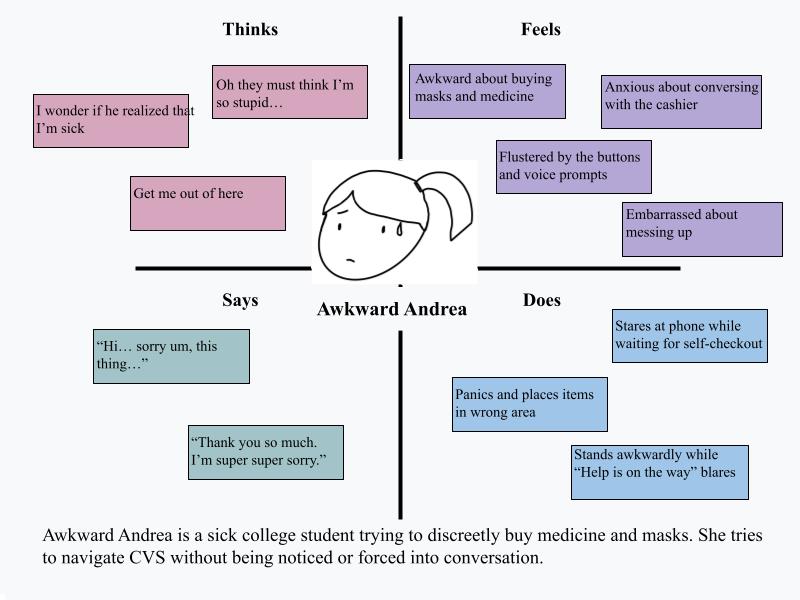 Thinks
Feels
Oh they must think I’m
so stupid…
I wonder if he realized that
I’m sick
Get me out of here
Awkward about buying
masks and medicine
Anxious about conversing
with the cashier
Flustered by the buttons
and voice prompts
Embarrassed about
messing up
Awkward Andrea
Says
Does
“Hi… sorry um, this
thing…”
“Thank you so much.
I’m super super sorry.”
Stares at phone while
waiting for self-checkout
Panics and places items
in wrong area
Stands awkwardly while
“Help is on the way” blares
Awkward Andrea is a sick college student trying to discreetly buy medicine and masks. She tries
to navigate CVS without being noticed or forced into conversation.